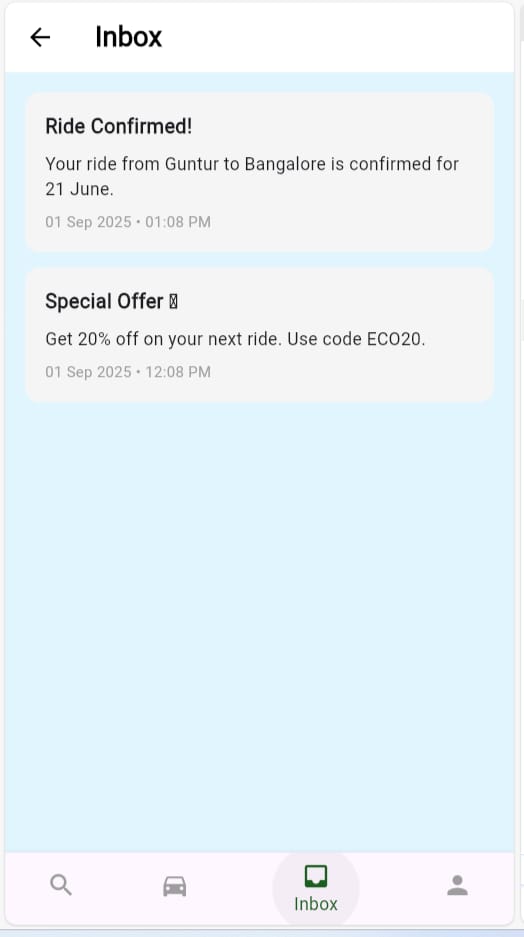 Inbox
Ride Confirmed!
Your ride from Guntur to Bangalore is confirmed for
21 June.
01 Sep 2025 • 01:08 PM
Special Offer
Get 20% off on your next ride. Use code ECO20.
01 Sep 2025 • 12:08 PM
Inbox